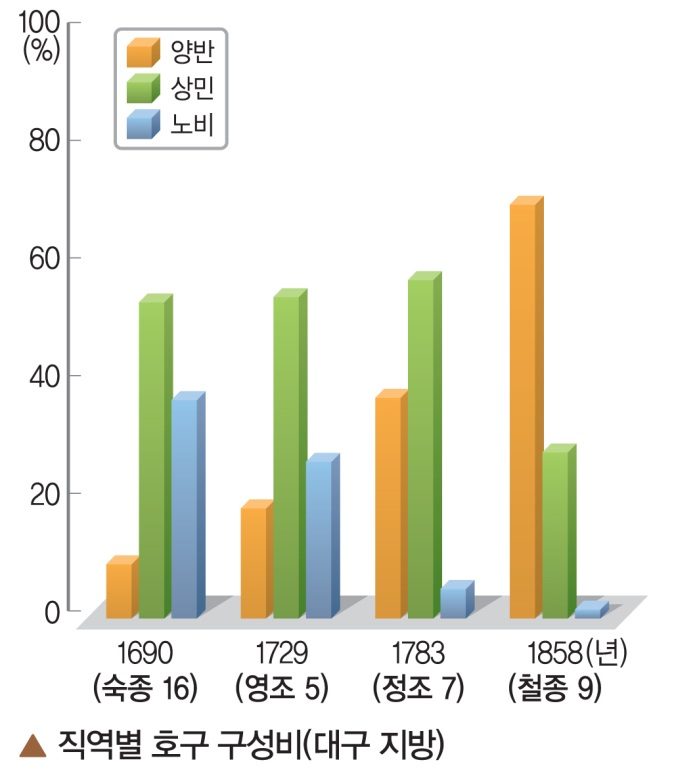 100
(%)
양반
상민
노비
80
60
40
20
0
1690 1729 1783 1858(년)
(숙종 16) (영조 5) (정조 7) (철종 9)
▲ 직역별 호구 구성비(대구 지방)